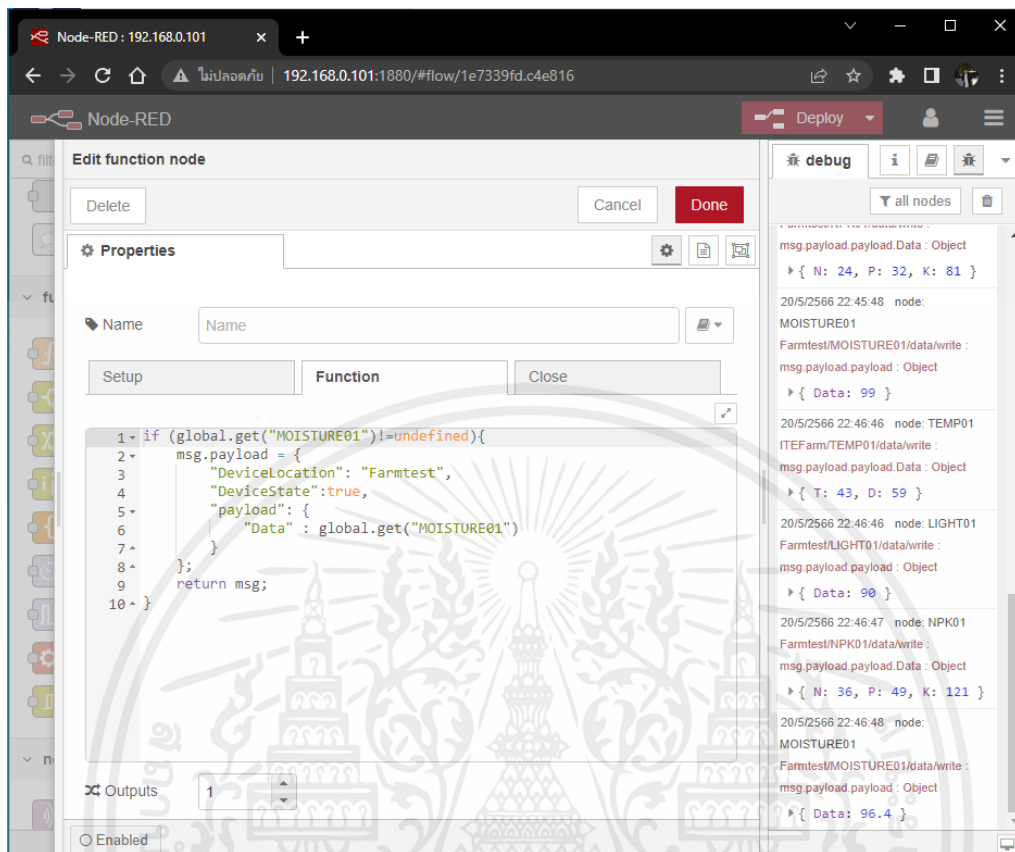 Node-RED : 192.168.0.101
ไม่ปลอดภัย 192.168.0.101:1880/#flow/1e7339fd.c4e816
Node-RED
Deploy
filt
Edit function node
Delete
Cancel
Done
Properties
Name
Name
Setup
Function
Close
1 if (global.get("MOISTURE01")!=undefined){
2 msg.payload = {
3 "DeviceLocation": "Farmtest",
4 "DeviceState":true,
5 "payload": {
6 "Data" : global.get("MOISTURE01")
7 }
8 };
9 return msg;
10 }
Outputs
1
Enabled
debug
i
all nodes
Farmtest/NPK01/data/write :
msg.payload.payload.Data : Object
{ N: 24, P: 32, K: 81 }
20/5/2566 22:45:48 node:
MOISTURE01
Farmtest/MOISTURE01/data/write :
msg.payload.payload : Object
{ Data: 99 }
20/5/2566 22:46:46 node: TEMP01
ITEFarm/TEMP01/data/write :
msg.payload.payload.Data : Object
{ T: 43, D: 59 }
20/5/2566 22:46:46 node: LIGHT01
Farmtest/LIGHT01/data/write :
msg.payload.payload : Object
{ Data: 90 }
20/5/2566 22:46:47 node: NPK01
Farmtest/NPK01/data/write :
msg.payload.payload.Data : Object
{ N: 36, P: 49, K: 121 }
20/5/2566 22:46:48 node:
MOISTURE01
Farmtest/MOISTURE01/data/write :
msg.payload.payload : Object
{ Data: 96.4 }